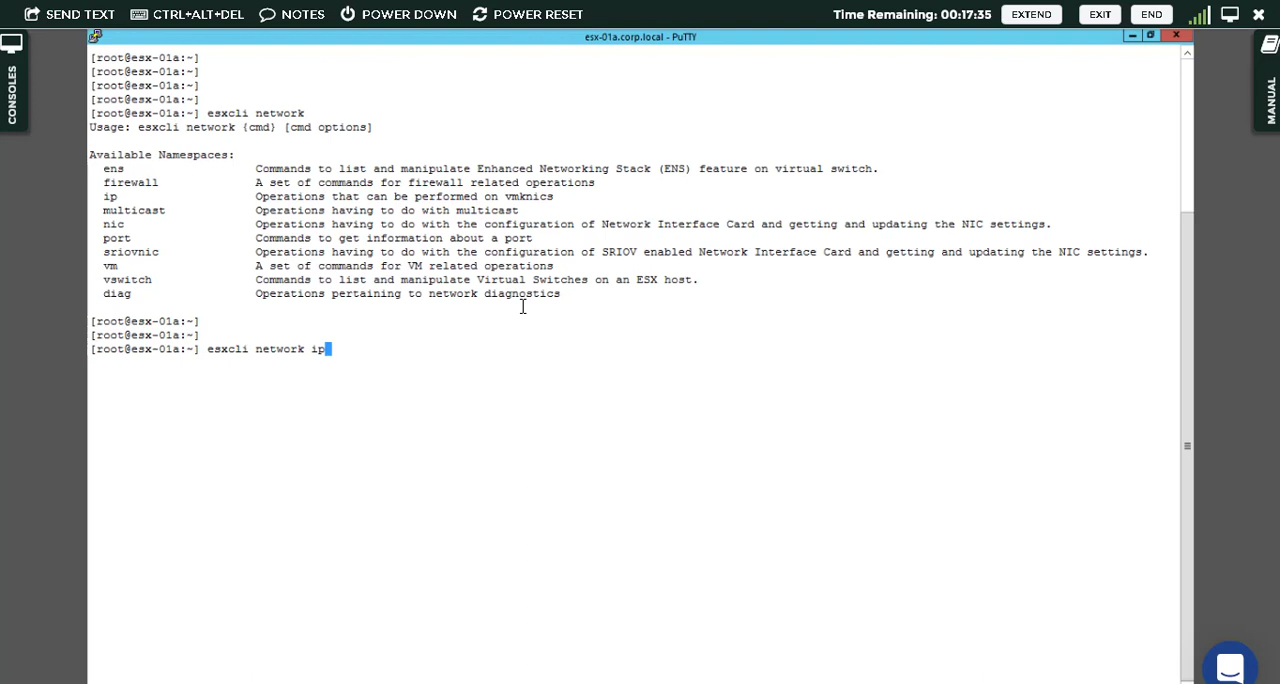 SEND TEXT CTRL+ALT+DEL NOTES POWER DOWN POWER RESET Time Remaining: 00:17:35 EXTEND EXIT END
CONSOLES
MANUAL
esx-01a.corp.local - PuTTY
[root@esx-01a:~]
[root@esx-01a:~]
[root@esx-01a:~]
[root@esx-01a:~]
[root@esx-01a:~] esxcli network
Usage: esxcli network {cmd} [cmd options]
Available Namespaces:
ens Commands to list and manipulate Enhanced Networking Stack (ENS) feature on virtual switch.
firewall A set of commands for firewall related operations
ip Operations that can be performed on vmknics
multicast Operations having to do with multicast
nic Operations having to do with the configuration of Network Interface Card and getting and updating the NIC settings.
port Commands to get information about a port
sriovnic Operations having to do with the configuration of SRIOV enabled Network Interface Card and getting and updating the NIC settings.
vm A set of commands for VM related operations
vswitch Commands to list and manipulate Virtual Switches on an ESX host.
diag Operations pertaining to network diagnostics
[root@esx-01a:~]
[root@esx-01a:~]
[root@esx-01a:~] esxcli network ip